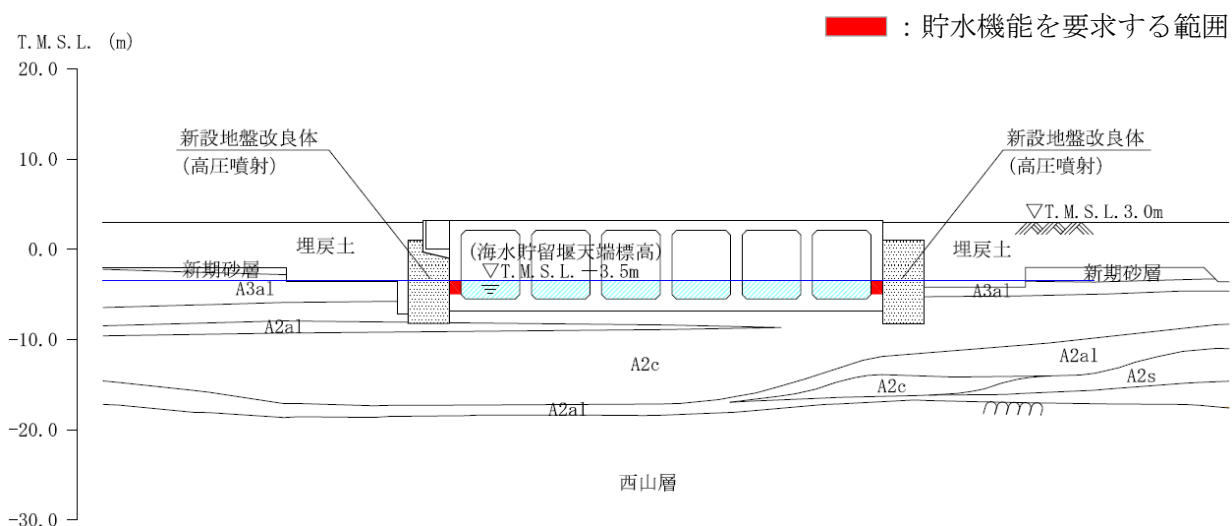 ：貯水機能を要求する範囲
T.M.S.L. (m)
20.0
新設地盤改良体
(高圧噴射)
新設地盤改良体
(高圧噴射)
10.0
▽T.M.S.L.3.0m
0.0
埋戻土
(海水貯留堰天端標高)
埋戻土
▽T.M.S.L.－3.5m
新期砂層
新期砂層
A3al
A3al
A2al
-10.0
A2c
A2al
A2c
A2s
A2al
-20.0
西山層
-30.0